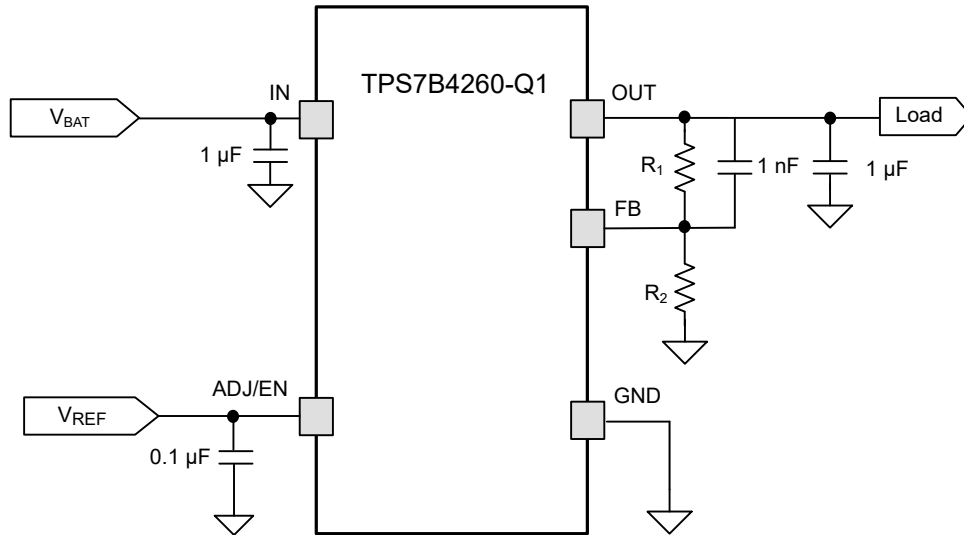 TPS7B4260-Q1
IN
OUT
V_BAT
Load
1 µF
R_1
1 nF
1 µF
FB
R_2
ADJ/EN
GND
V_REF
0.1 µF